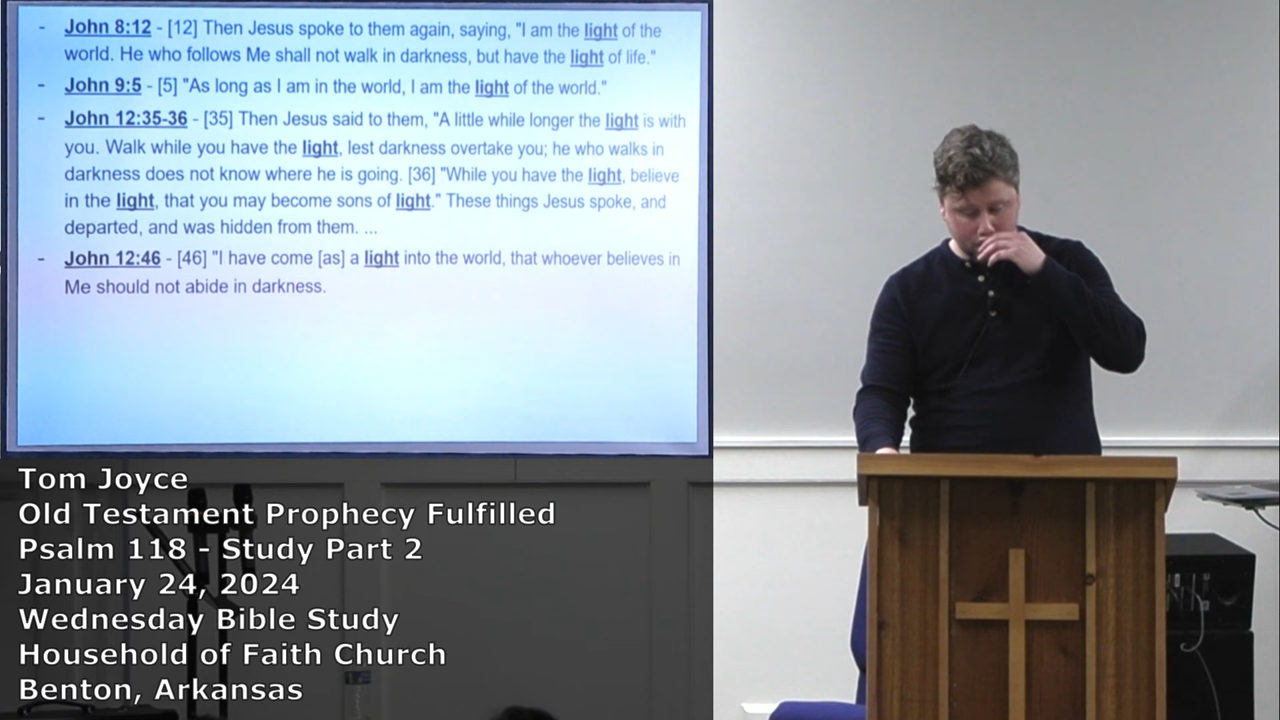 - John 8:12 - [12] Then Jesus spoke to them again, saying, "I am the light of the
world. He who follows Me shall not walk in darkness, but have the light of life."
- John 9:5 - [5] "As long as I am in the world, I am the light of the world."
- John 12:35-36 - [35] Then Jesus said to them, "A little while longer the light is with
you. Walk while you have the light, lest darkness overtake you; he who walks in
darkness does not know where he is going. [36] "While you have the light, believe
in the light, that you may become sons of light." These things Jesus spoke, and
departed, and was hidden from them. ...
- John 12:46 - [46] "I have come [as] a light into the world, that whoever believes in
Me should not abide in darkness.
Tom Joyce
Old Testament Prophecy Fulfilled
Psalm 118 - Study Part 2
January 24, 2024
Wednesday Bible Study
Household of Faith Church
Benton, Arkansas